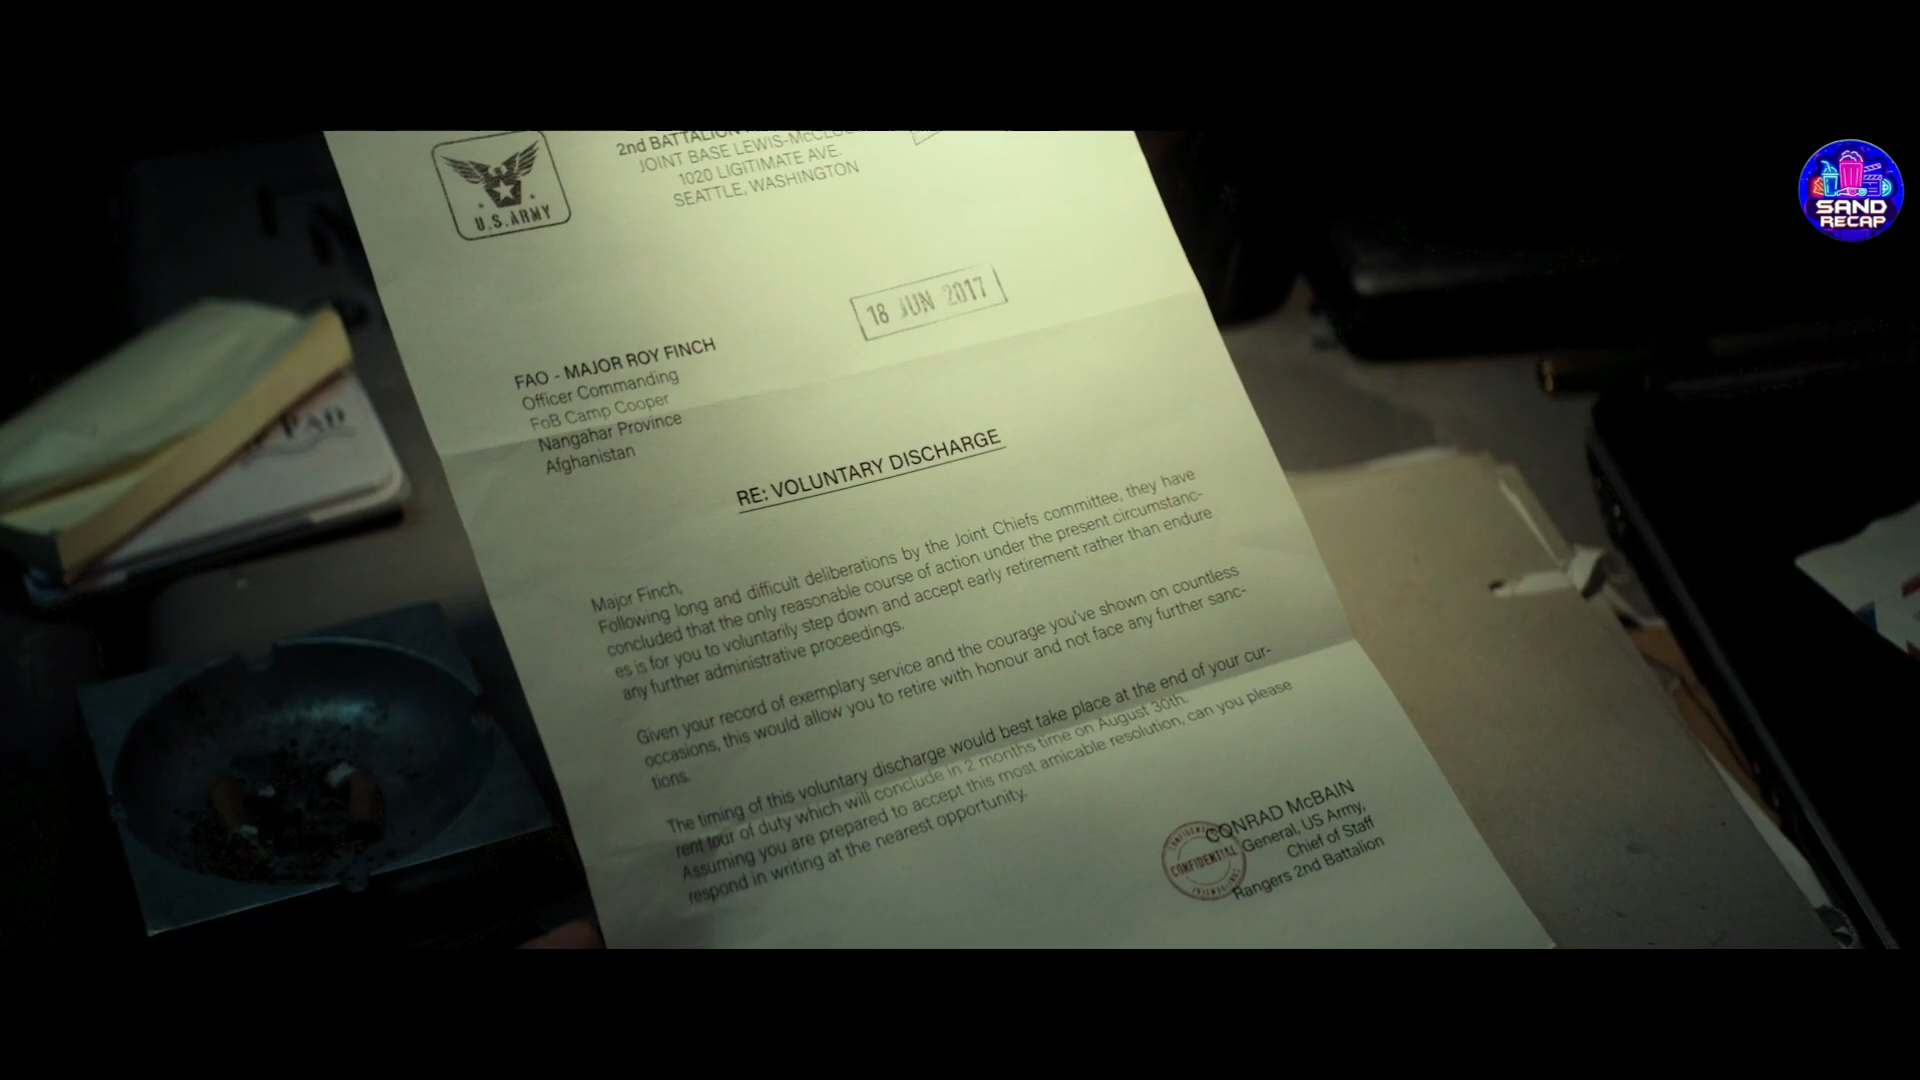 2nd BATTALION
JOINT BASE LEWIS-McCLO
1020 LIGITIMATE AVE.
SEATTLE, WASHINGTON
U.S.ARMY
18 JUN 2017
FAO - MAJOR ROY FINCH
Officer Commanding
FoB Camp Cooper
Nangahar Province
Afghanistan
RE: VOLUNTARY DISCHARGE
Major Finch,
Following long and difficult deliberations by the Joint Chiefs committee, they have
concluded that the only reasonable course of action under the present circumstanc-
es is for you to voluntarily step down and accept early retirement rather than endure
any further administrative proceedings.
Given your record of exemplary service and the courage you've shown on countless
occasions, this would allow you to retire with honour and not face any further sanc-
tions.
The timing of this voluntary discharge would best take place at the end of your cur-
rent tour of duty which will conclude in 2 months time on August 30th.
Assuming you are prepared to accept this most amicable resolution, can you please
respond in writing at the nearest opportunity.
CONRAD McBAIN
General, US Army,
Chief of Staff
Rangers 2nd Battalion
CONFIDENTIAL
PAD
SAND
RECAP